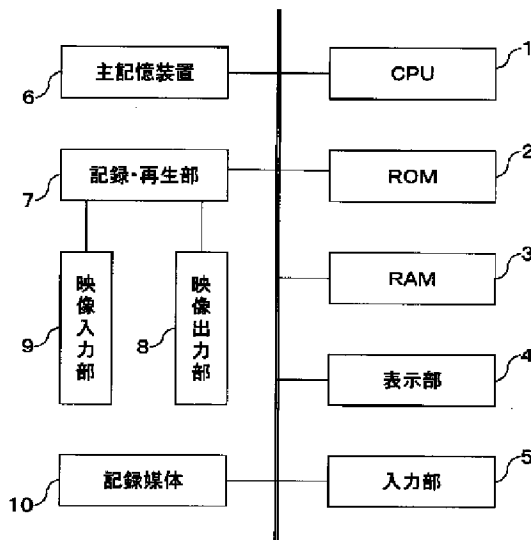 主記憶装置
6
CPU
1
記録・再生部
7
ROM
2
映像入力部
9
映像出力部
8
RAM
3
表示部
4
記録媒体
10
入力部
5